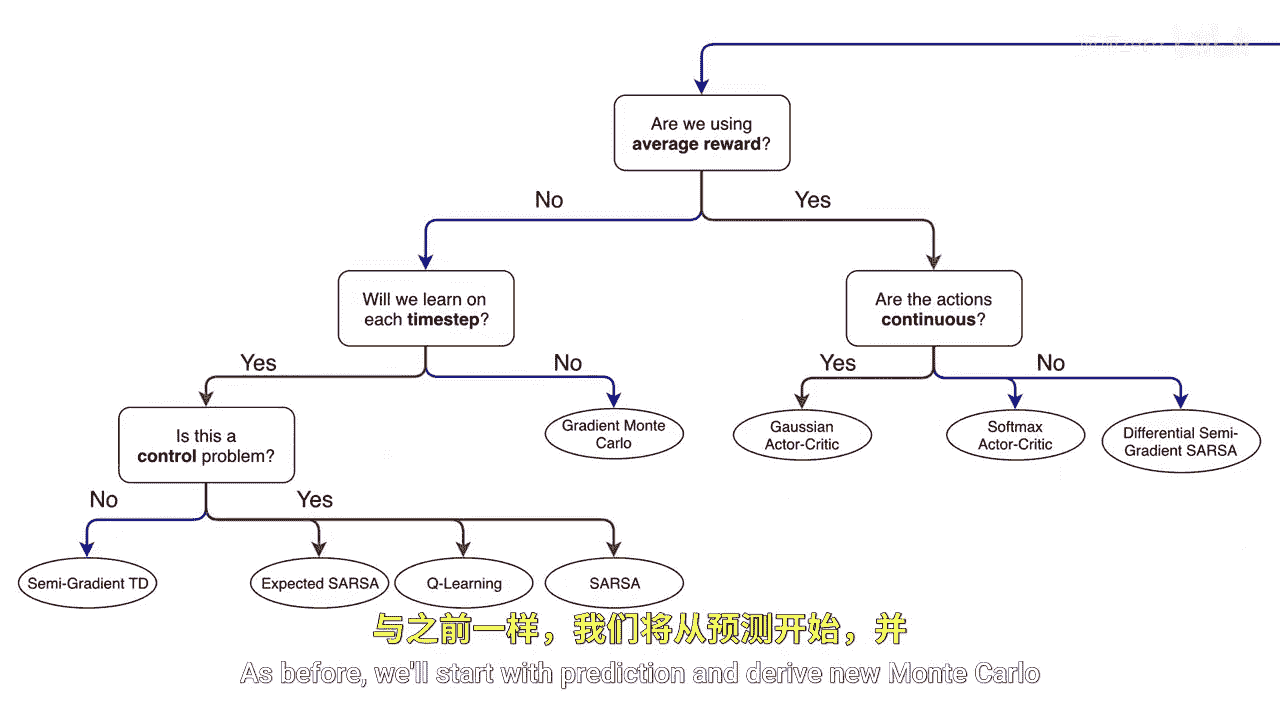 Are we using
average reward?
No
Yes
Will we learn on
each timestep?
Are the actions
continuous?
Yes
No
Yes
No
Is this a
control problem?
Gradient Monte
Carlo
Gaussian
Actor-Critic
Softmax
Actor-Critic
Differential Semi-
Gradient SARSA
No
Yes
Semi-Gradient TD
Expected SARSA
Q-Learning
SARSA
与之前一样，我们将从预测开始，并
As before, we'll start with prediction and derive new Monte Carlo